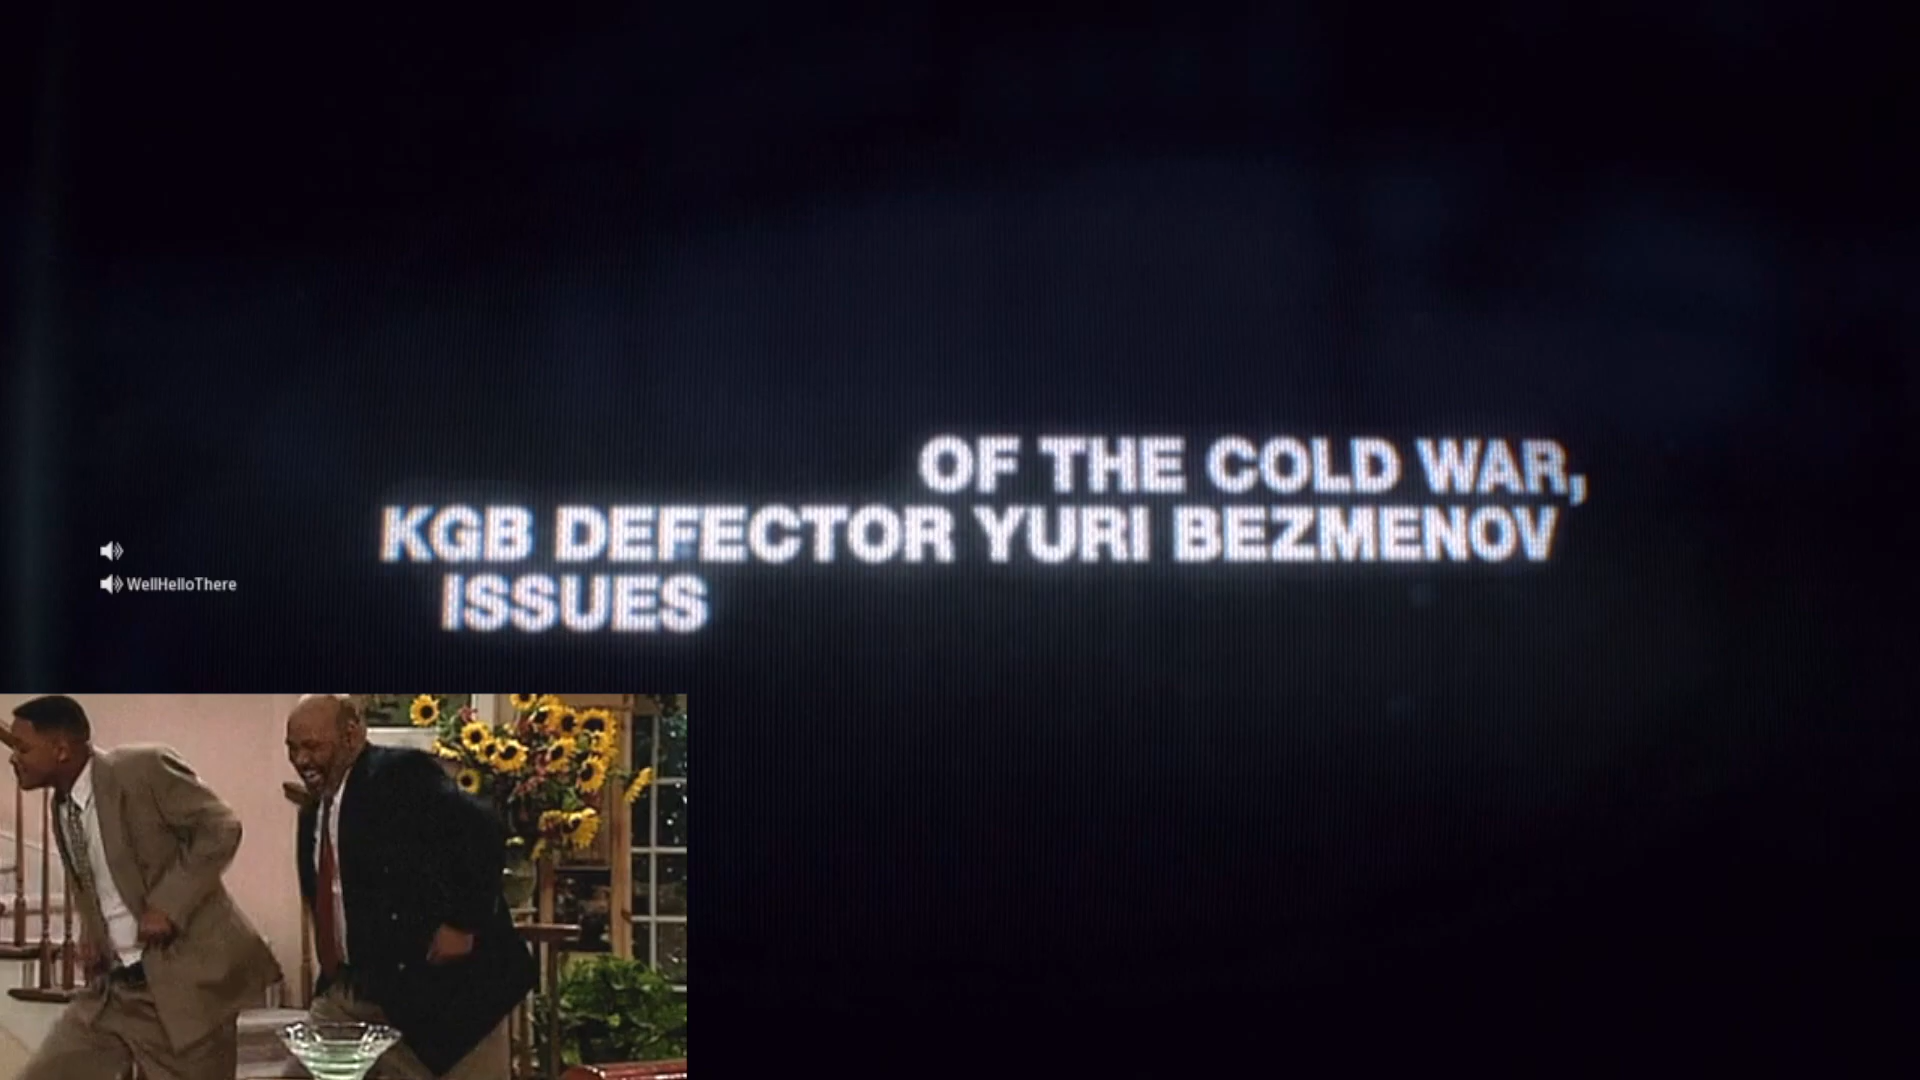 OF THE COLD WAR,
KGB DEFECTOR YURI BEZMENOV
ISSUES
WellHelloThere